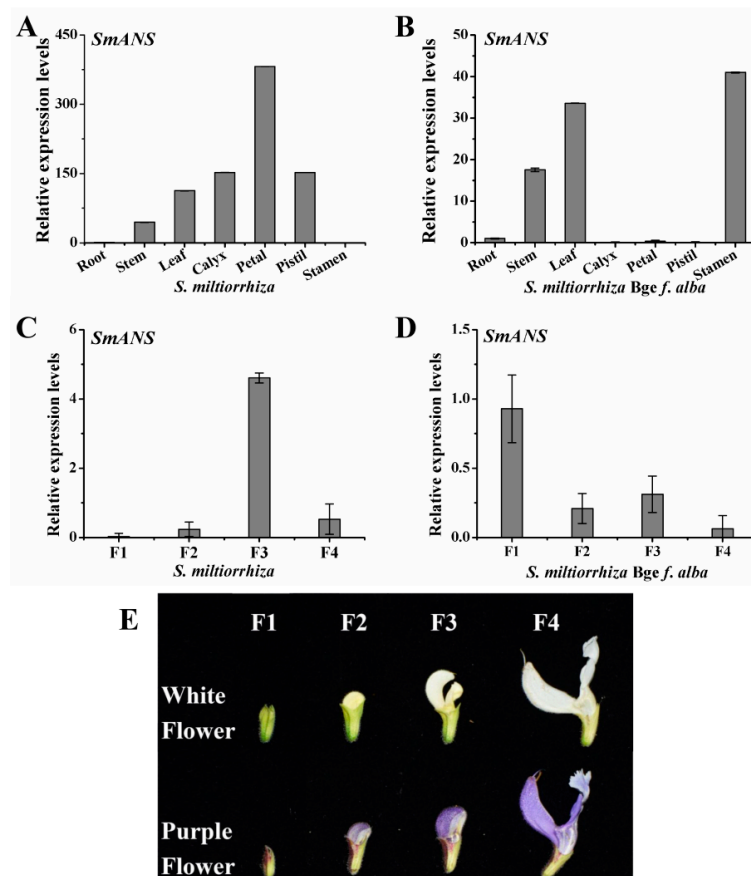 A
SmANS
Relative expression levels
450
300
150
0
Root
Stem
Leaf
Calyx
Petal
Pistil
Stamen
S. miltiorrhiza
B
SmANS
Relative expression levels
50
40
30
20
10
0
Root
Stem
Leaf
Calyx
Petal
Pistil
Stamen
S. miltiorrhiza Bge f. alba
C
SmANS
Relative expression levels
6
4
2
0
F1
F2
F3
F4
S. miltiorrhiza
D
SmANS
Relative expression levels
1.5
1.0
0.5
0.0
F1
F2
F3
F4
S. miltiorrhiza Bge f. alba
E
F1
F2
F3
F4
White
Flower
Purple
Flower